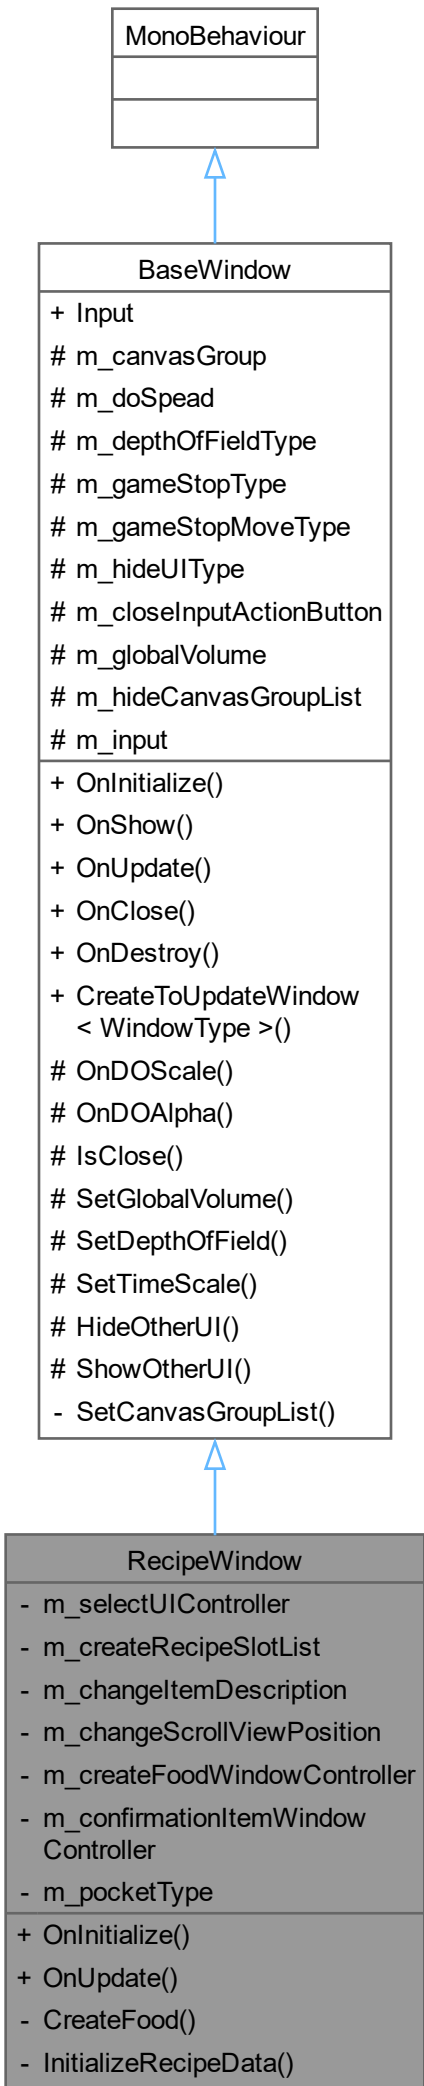 MonoBehaviour
BaseWindow
+ Input
# m_canvasGroup
# m_doSpead
# m_depthOfFieldType
# m_gameStopType
# m_gameStopMoveType
# m_hideUIType
# m_closeInputActionButton
# m_globalVolume
# m_hideCanvasGroupList
# m_input
+ OnInitialize()
+ OnShow()
+ OnUpdate()
+ OnClose()
+ OnDestroy()
+ CreateToUpdateWindow
< WindowType >()
# OnDOScale()
# OnDOAlpha()
# IsClose()
# SetGlobalVolume()
# SetDepthOfField()
# SetTimeScale()
# HideOtherUI()
# ShowOtherUI()
- SetCanvasGroupList()
RecipeWindow
- m_selectUIController
- m_createRecipeSlotList
- m_changeItemDescription
- m_changeScrollViewPosition
- m_createFoodWindowController
- m_confirmationItemWindow
Controller
- m_pocketType
+ OnInitialize()
+ OnUpdate()
- CreateFood()
- InitializeRecipeData()